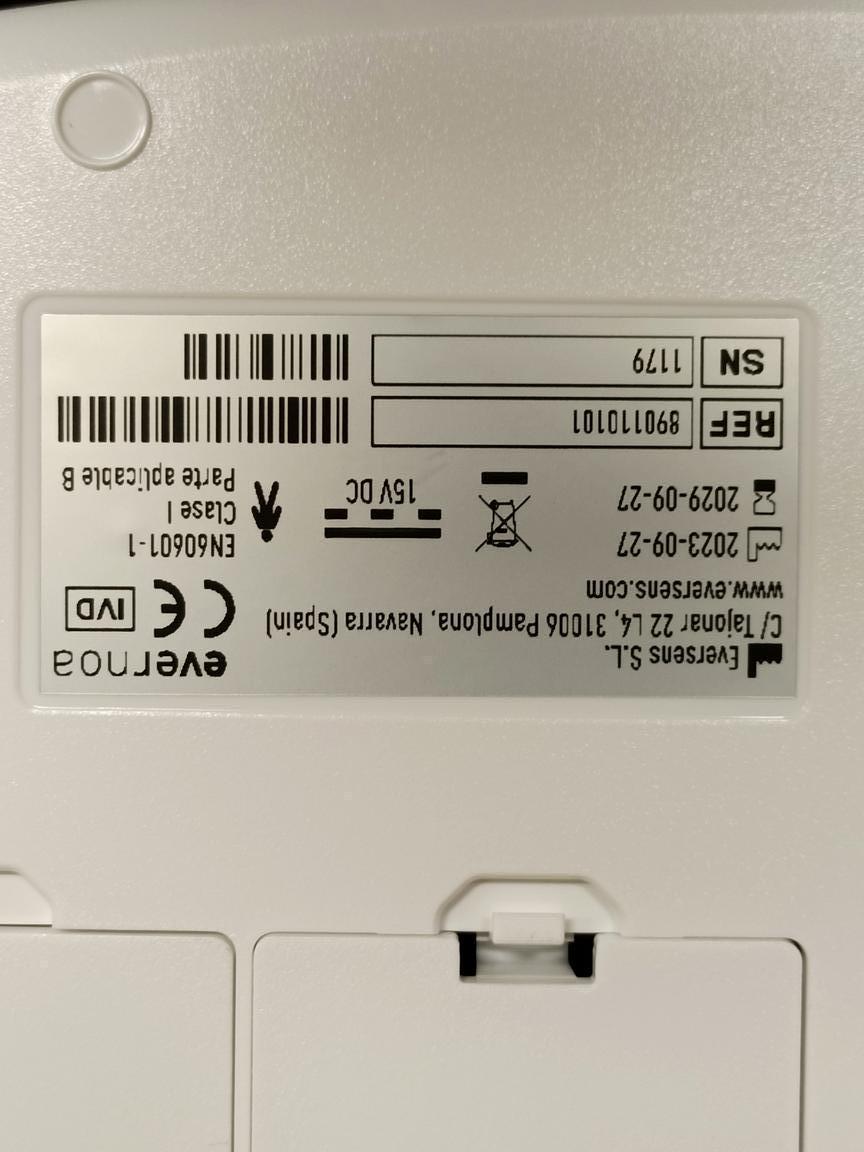 Eversens S.L.
C/ Tajonar 22 L4, 31006 Pamplona, Navarra (Spain)
www.eversens.com
2023-09-27
2029-09-27
evernoa
CE IVD
EN60601-1
Clase I
Parte aplicable B
15V DC
REF 890110101
SN 1179